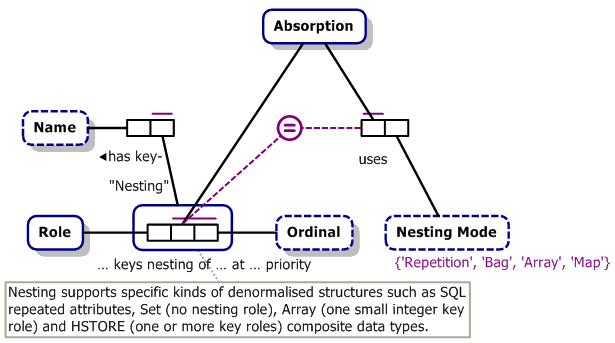 Absorption
Name
=
◄has key-
uses
"Nesting"
Role
Ordinal
Nesting Mode
... keys nesting of ... at ... priority
{'Repetition', 'Bag', 'Array', 'Map'}
Nesting supports specific kinds of denormalised structures such as SQL
repeated attributes, Set (no nesting role), Array (one small integer key
role) and HSTORE (one or more key roles) composite data types.